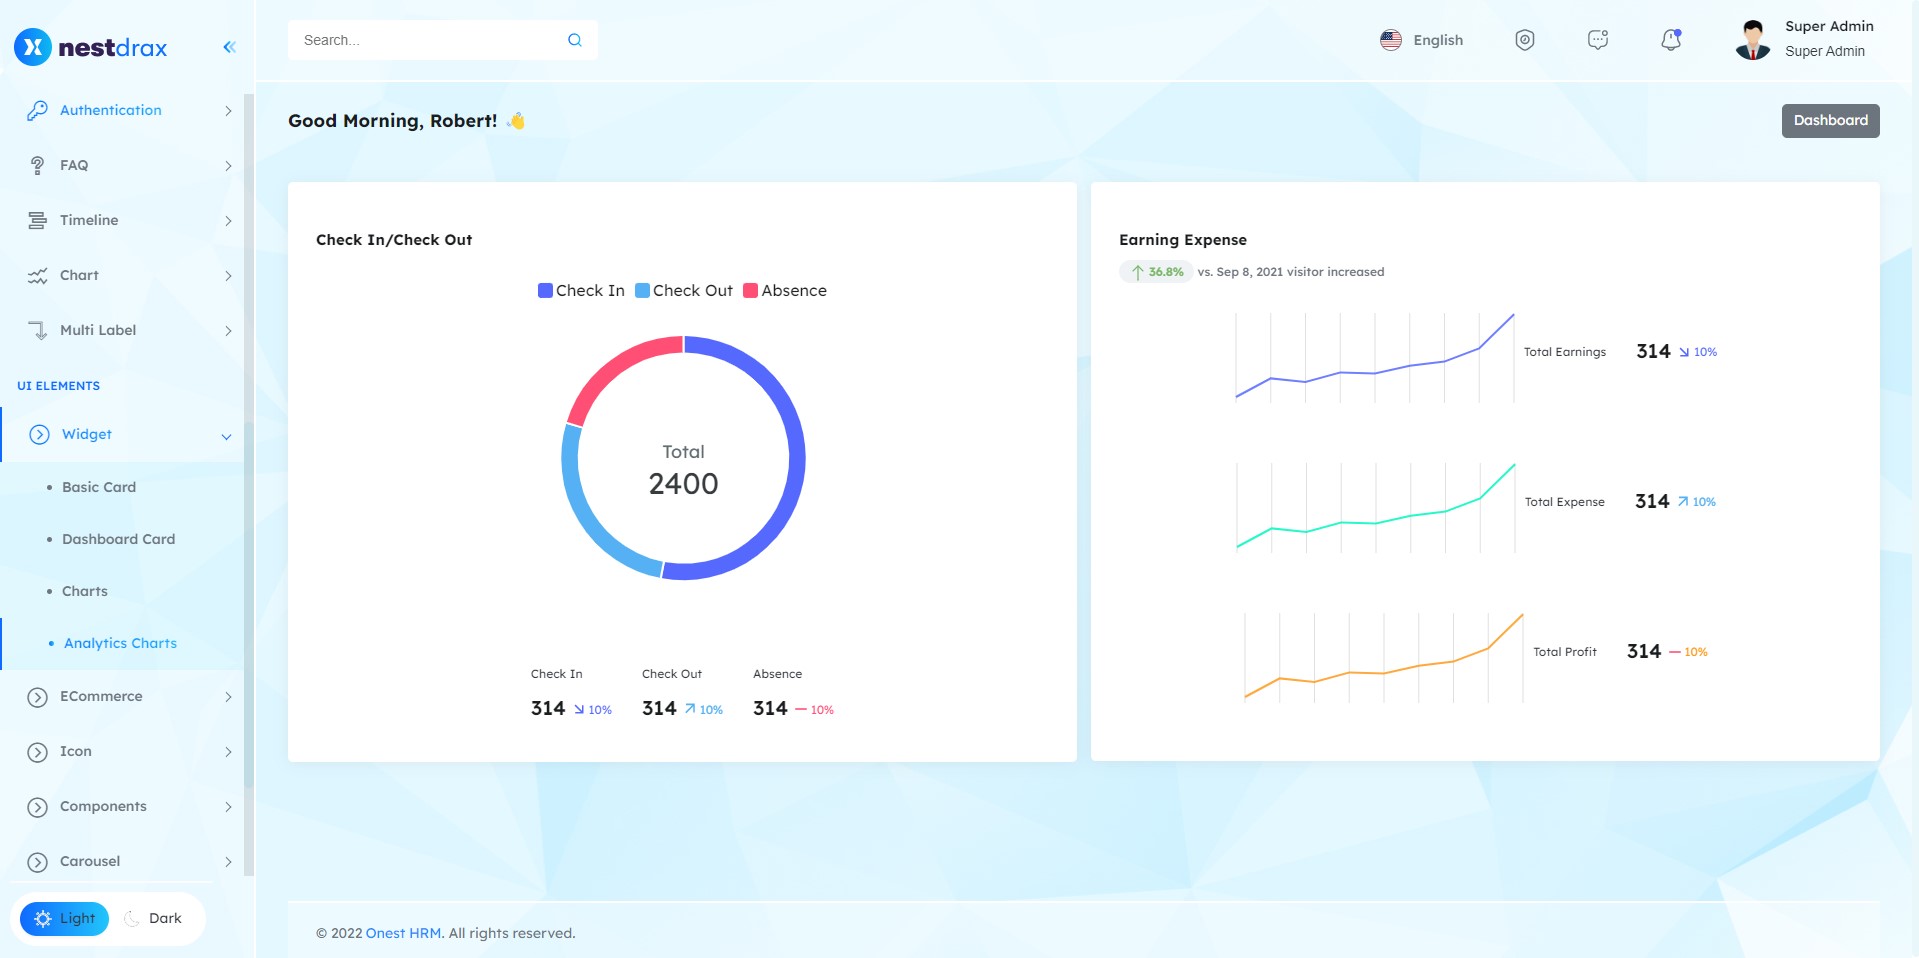 nestdrax
Search...
English
Super Admin
Super Admin
Authentication
FAQ
Timeline
Chart
Multi Label
UI ELEMENTS
Widget
Basic Card
Dashboard Card
Charts
Analytics Charts
ECommerce
Icon
Components
Carousel
Light
Dark
Good Morning, Robert! 👋
Dashboard
Check In/Check Out
Check In Check Out Absence
Total
2400
Check In Check Out Absence
314 ↘ 10% 314 ↗ 10% 314 — 10%
Earning Expense
↑ 36.8% vs. Sep 8, 2021 visitor increased
Total Earnings 314 ↘ 10%
Total Expense 314 ↗ 10%
Total Profit 314 — 10%
© 2022 Onest HRM. All rights reserved.